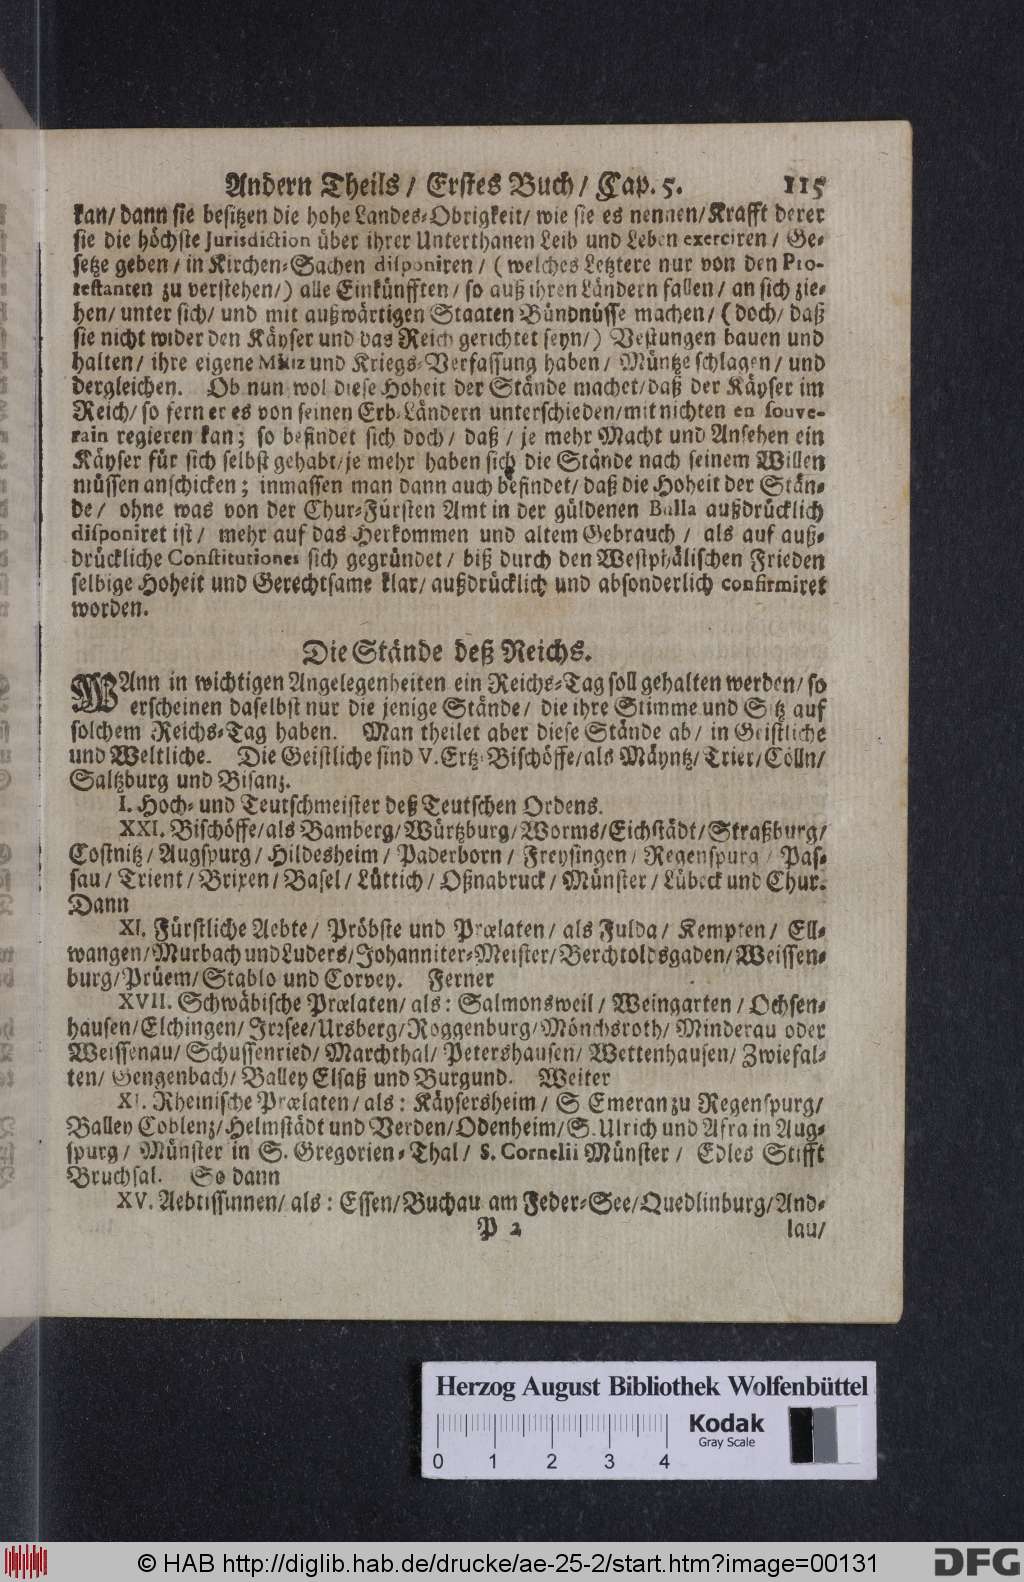 Andern Theils / Erstes Buch / Cap. 5. 115
kan/ dann sie besitzen die hohe Landes-Obrigkeit/ wie sie es nennen/ Krafft derer
sie die höchste Jurisdiction über ihrer Unterthanen Leib und Leben exerciren / Ge-
setze geben / in Kirchen-Sachen disponiren / ( welches Letztere nur von den Pro-
testanten zu verstehen/) alle Einkünfften / so auß ihren Ländern fallen / an sich zie-
hen/ unter sich/ und mit außwärtigen Staaten Bündnüsse machen/ ( doch/ daß
sie nicht wider den Käyser und das Reich gerichtet seyn/) Vestungen bauen und
halten/ ihre eigene Miliz und Kriegs-Verfassung haben/ Müntze schlagen/ und
dergleichen. Ob nun wol diese Hoheit der Stände machet/ daß der Käyser im
Reich/ so fern er es von seinen Erb-Ländern unterschieden/ mit nichten en souve-
rain regieren kan; so befindet sich doch/ daß / je mehr Macht und Ansehen ein
Käyser für sich selbst gehabt/ je mehr haben sich die Stände nach seinem Willen
müssen anschicken; inmassen man dann auch befindet/ daß die Hoheit der Stän-
de/ ohne was von der Chur-Fürsten Amt in der güldenen Bulla außdrücklich
disponiret ist / mehr auf das Herkommen und altem Gebrauch / als auf auß-
drückliche Constitutiones sich gegründet / biß durch den Westphälischen Frieden
selbige Hoheit und Gerechtsame klar/ außdrücklich und absonderlich confirmiret
worden.
Die Stände deß Reichs.
WAnn in wichtigen Angelegenheiten ein Reichs-Tag soll gehalten werden/ so
erscheinen daselbst nur die jenige Stände/ die ihre Stimme und Sitz auf
solchem Reichs-Tag haben. Man theilet aber diese Stände ab/ in Geistliche
und Weltliche. Die Geistliche sind V. Ertz-Bischöffe/ als Mäyntz/ Trier/ Cölln/
Saltzburg und Bisanz.
I. Hoch- und Teutschmeister deß Teutschen Ordens.
XXI. Bischöffe/ als Bamberg/ Würtzburg/ Worms/ Eichstädt/ Straßburg/
Costnitz/ Augspurg/ Hildesheim/ Paderborn/ Freysingen/ Regenspurg/ Pas-
sau/ Trient/ Brixen/ Basel/ Lüttich/ Oßnabruck/ Münster/ Lübeck und Chur.
Dann
XI. Fürstliche Aebte/ Pröbste und Prælaten/ als Fulda/ Kempten/ Ell-
wangen/ Murbach und Luders/ Johanniter-Meister/ Berchtoldsgaden/ Weissen-
burg/ Prüem/ Stablo und Corvey. Ferner
XVII. Schwäbische Prælaten/ als: Salmonsweil/ Weingarten/ Ochsen-
hausen/ Elchingen/ Irrsee/ Ursberg/ Roggenburg/ Mönchsroth/ Minderau oder
Weissenau/ Schussenried/ Marchthal/ Petershausen/ Wettenhausen/ Zwiefal-
ten/ Gengenbach/ Balley Elsaß und Burgund. Weiter
XI. Rheinische Prælaten/ als: Käysersheim/ S Emeran zu Regenspurg/
Balley Coblenz/ Helmstädt und Verden/ Odenheim/ S. Ulrich und Afra in Aug-
spurg/ Münster in S. Gregorien-Thal/ S. Cornelii Münster/ Edles Stifft
Bruchsal. So dann
XV. Aebtissinnen/ als: Essen/ Buchau am Feder-See/ Quedlinburg/ And-
P 2 lau/
Herzog August Bibliothek Wolfenbüttel
Kodak
Gray Scale
0 1 2 3 4
© HAB http://diglib.hab.de/drucke/ae-25-2/start.htm?image=00131
DFG